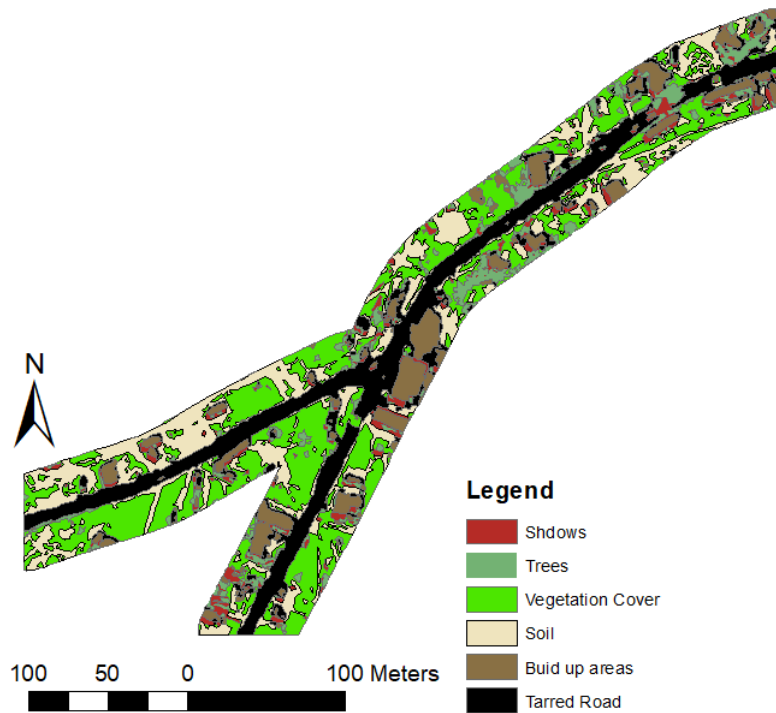 N
Legend
Shdows
Trees
Vegetation Cover
Soil
Buid up areas
Tarred Road
100 50 0 100 Meters